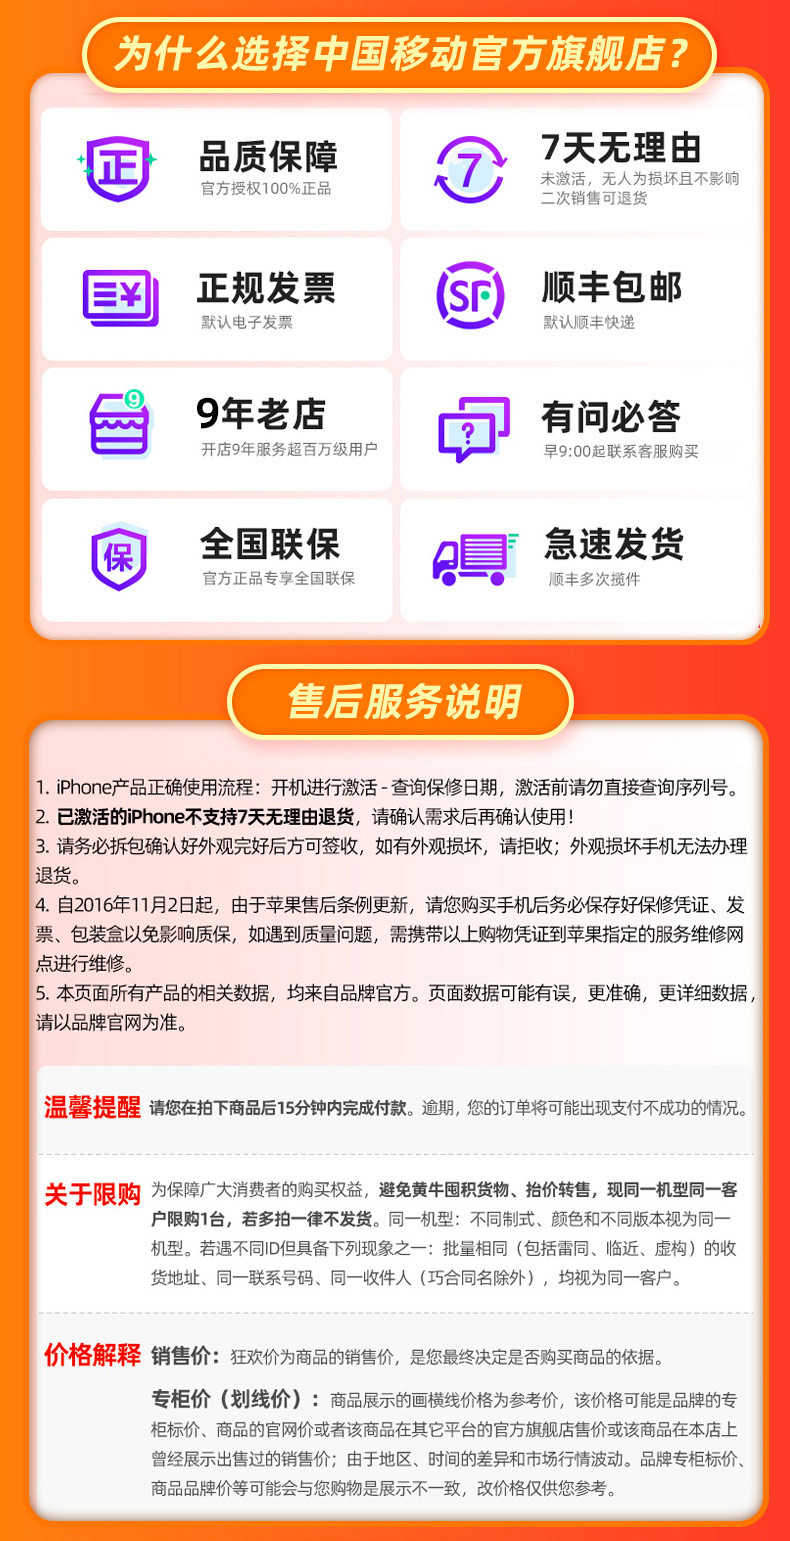 为什么选择中国移动官方旗舰店？
正
品质保障
官方授权100%正品
7
7天无理由
未激活，无人为损坏且不影响
二次销售可退货
¥
正规发票
默认电子发票
SF
顺丰包邮
默认顺丰快递
9
9年老店
开店9年服务超百万级用户
?
有问必答
早9:00起联系客服购买
保
全国联保
官方正品专享全国联保
急速发货
顺丰多次揽件
售后服务说明
1. iPhone产品正确使用流程：开机进行激活 - 查询保修日期，激活前请勿直接查询序列号。
2. 已激活的iPhone不支持7天无理由退货，请确认需求后再确认使用！
3. 请务必拆包确认好外观完好后方可签收，如有外观损坏，请拒收；外观损坏手机无法办理
退货。
4. 自2016年11月2日起，由于苹果售后条例更新，请您购买手机后务必保存好保修凭证、发
票、包装盒以免影响质保，如遇到质量问题，需携带以上购物凭证到苹果指定的服务维修网
点进行维修。
5. 本页面所有产品的相关数据，均来自品牌官方。页面数据可能有误，更准确，更详细数据，
请以品牌官网为准。
温馨提醒 请您在拍下商品后15分钟内完成付款。逾期，您的订单将可能出现支付不成功的情况。
关于限购 为保障广大消费者的购买权益，避免黄牛囤积货物、抬价转售，现同一机型同一客
户限购1台，若多拍一律不发货。同一机型：不同制式、颜色和不同版本视为同一
机型。若遇不同ID但具备下列现象之一：批量相同（包括雷同、临近、虚构）的收
货地址、同一联系号码、同一收件人（巧合同名除外），均视为同一客户。
价格解释 销售价：狂欢价为商品的销售价，是您最终决定是否购买商品的依据。
专柜价（划线价）：商品展示的画横线价格为参考价，该价格可能是品牌的专
柜标价、商品的官网价或者该商品在其它平台的官方旗舰店售价或该商品在本店上
曾经展示出售过的销售价；由于地区、时间的差异和市场行情波动。品牌专柜标价、
商品品牌价等可能会与您购物是展示不一致，改价格仅供您参考。